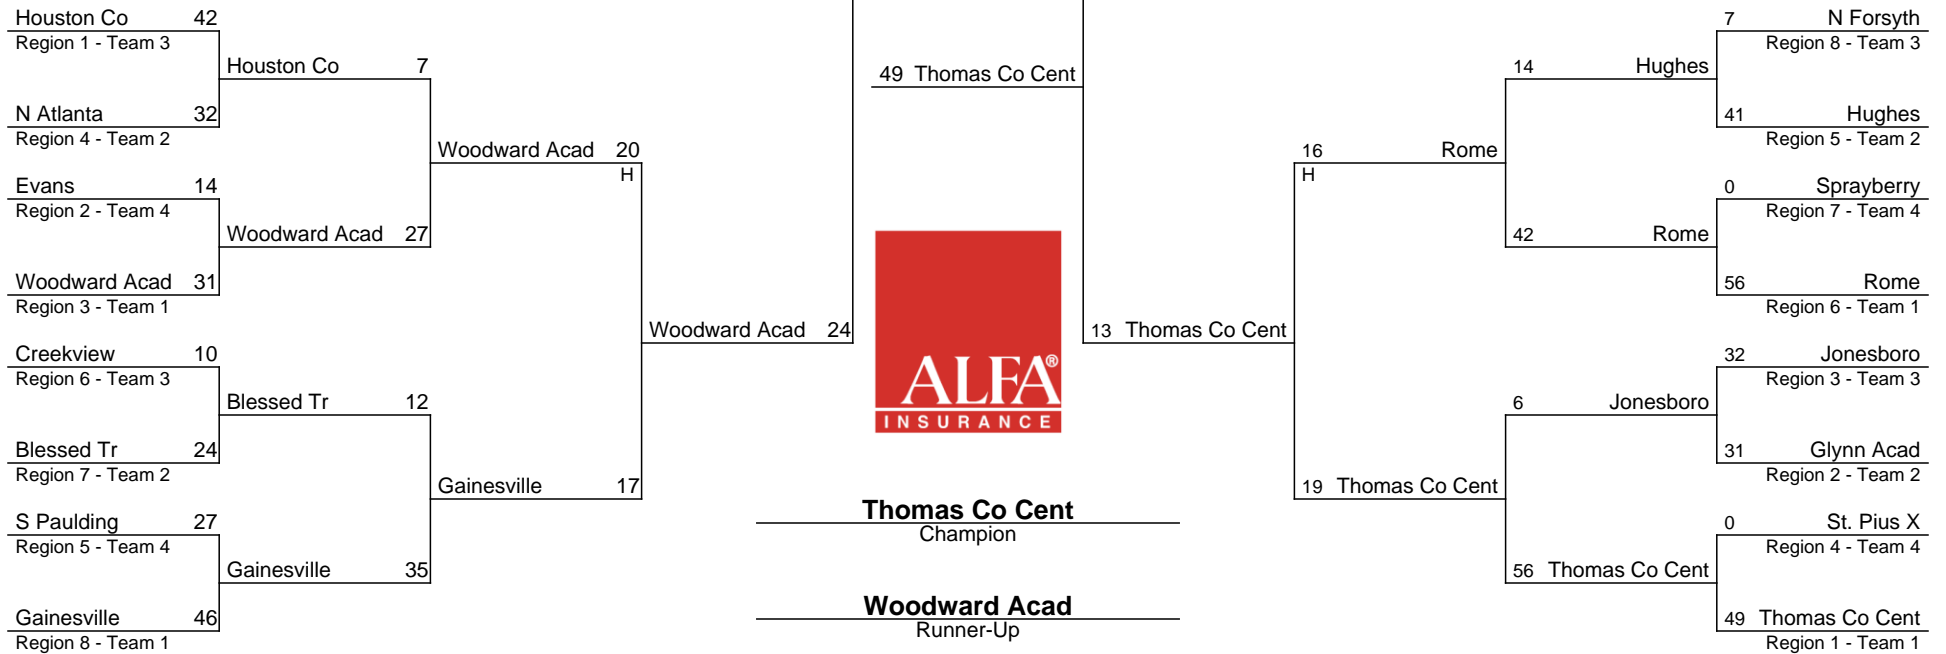 Houston Co 42
Region 1 - Team 3
Houston Co 7
N Atlanta 32
Region 4 - Team 2
Woodward Acad 20
H
Evans 14
Region 2 - Team 4
Woodward Acad 27
Woodward Acad 31
Region 3 - Team 1
Woodward Acad 24
Creekview 10
Region 6 - Team 3
Blessed Tr 12
Blessed Tr 24
Region 7 - Team 2
Gainesville 17
S Paulding 27
Region 5 - Team 4
Gainesville 35
Gainesville 46
Region 8 - Team 1
49 Thomas Co Cent
ALFA®
INSURANCE
Thomas Co Cent
Champion
Woodward Acad
Runner-Up
7 N Forsyth
Region 8 - Team 3
14 Hughes
41 Hughes
Region 5 - Team 2
16 Rome
H
0 Sprayberry
Region 7 - Team 4
42 Rome
56 Rome
Region 6 - Team 1
13 Thomas Co Cent
32 Jonesboro
Region 3 - Team 3
6 Jonesboro
31 Glynn Acad
Region 2 - Team 2
19 Thomas Co Cent
0 St. Pius X
Region 4 - Team 4
56 Thomas Co Cent
49 Thomas Co Cent
Region 1 - Team 1